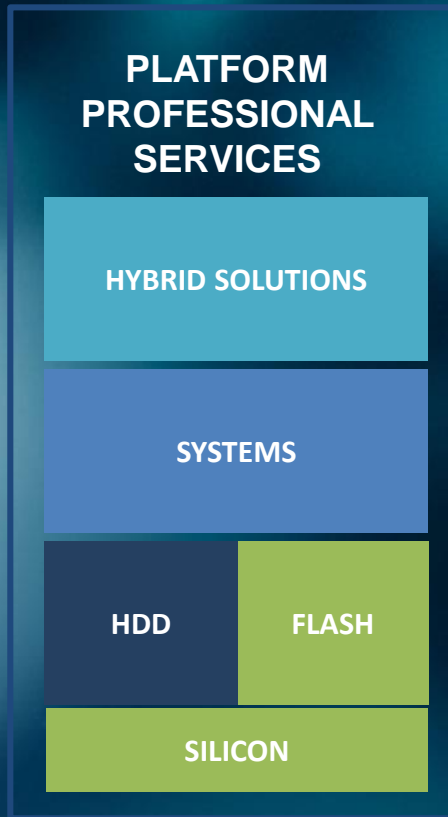 PLATFORM
PROFESSIONAL
SERVICES
HYBRID SOLUTIONS
SYSTEMS
HDD
FLASH
SILICON